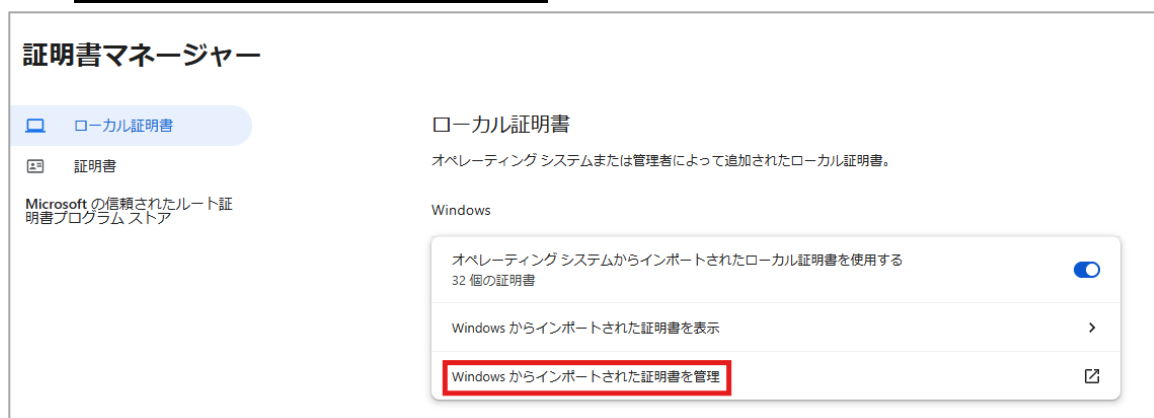 証明書マネージャー
ローカル証明書
証明書
Microsoft の信頼されたルート証
明書プログラム ストア
ローカル証明書
オペレーティング システムまたは管理者によって追加されたローカル証明書。
Windows
オペレーティング システムからインポートされたローカル証明書を使用する
32 個の証明書
Windows からインポートされた証明書を表示
Windows からインポートされた証明書を管理